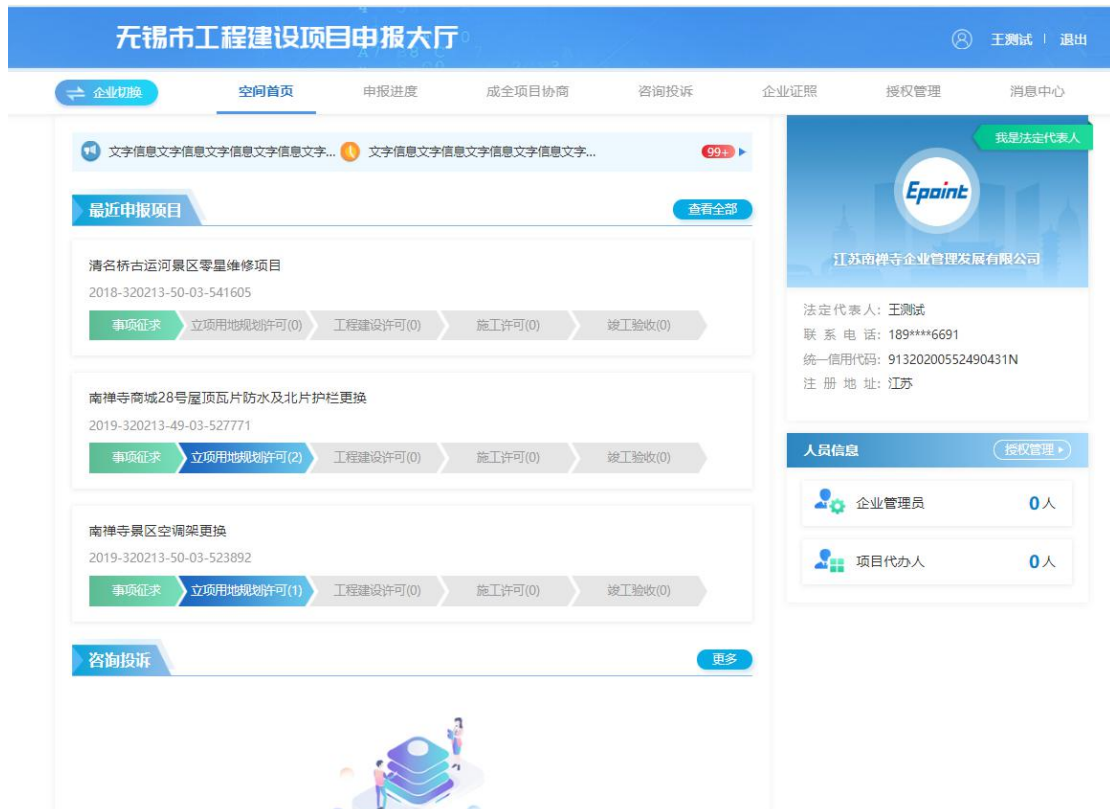 无锡市工程建设项目申报大厅
王测试 | 退出
企业切换 空间首页 申报进度 成全项目协商 咨询投诉 企业证照 授权管理 消息中心
文字信息文字信息文字信息文字... 文字信息文字信息文字信息文字... 99+
最近申报项目 查看全部
清名桥古运河景区零星维修项目
2018-320213-50-03-541605
事项征求 立项用地规划许可(0) 工程建设许可(0) 施工许可(0) 竣工验收(0)
南禅寺商城28号屋顶瓦片防水及北片护栏更换
2019-320213-49-03-527771
事项征求 立项用地规划许可(2) 工程建设许可(0) 施工许可(0) 竣工验收(0)
南禅寺景区空调架更换
2019-320213-50-03-523892
事项征求 立项用地规划许可(1) 工程建设许可(0) 施工许可(0) 竣工验收(0)
咨询投诉 更多
我是法定代表人
Epoint
江苏南禅寺企业管理发展有限公司
法定代表人: 王测试
联系电话: 189****6691
统一信用代码: 91320200552490431N
注册地址: 江苏
人员信息 授权管理
企业管理员 0人
项目代办人 0人